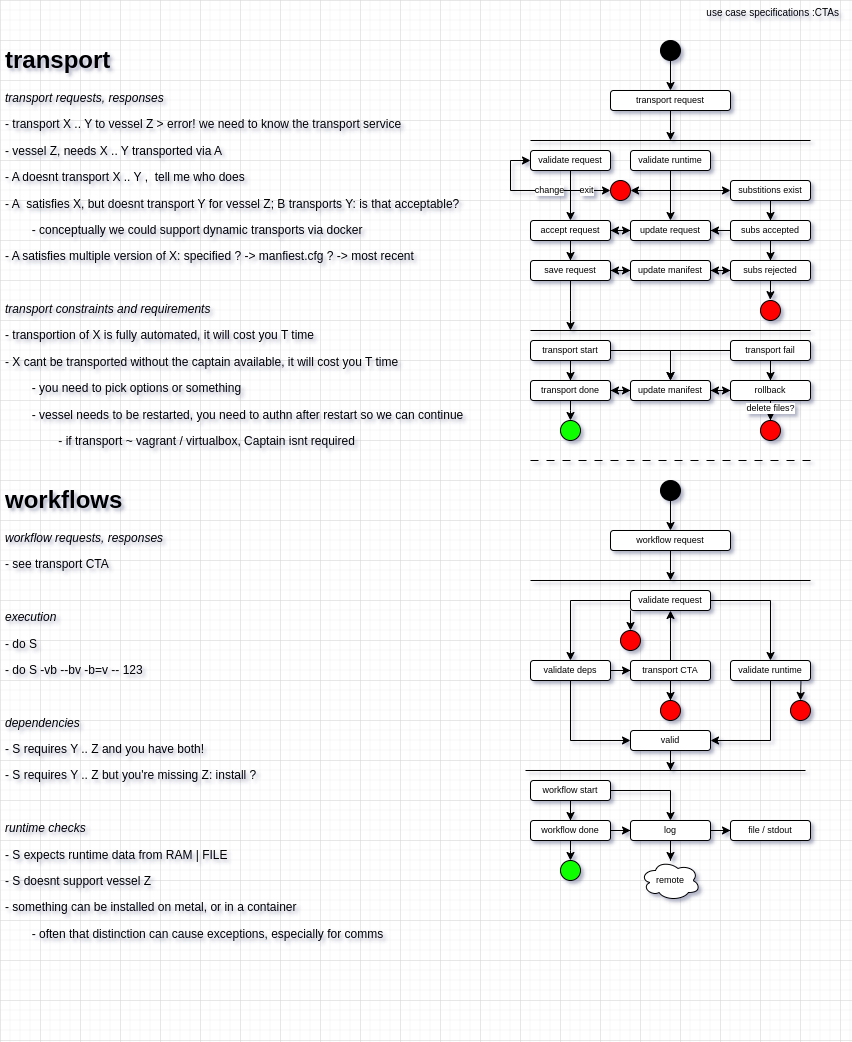 use case specifications :CTAs
transport
transport requests, responses
- transport X .. Y to vessel Z > error! we need to know the transport service
- vessel Z, needs X .. Y transported via A
- A doesnt transport X .. Y , tell me who does
- A satisfies X, but doesnt transport Y for vessel Z; B transports Y: is that acceptable?
- conceptually we could support dynamic transports via docker
- A satisfies multiple version of X: specified ? -> manfiest.cfg ? -> most recent
transport constraints and requirements
- transportion of X is fully automated, it will cost you T time
- X cant be transported without the captain available, it will cost you T time
- you need to pick options or something
- vessel needs to be restarted, you need to authn after restart so we can continue
- if transport ~ vagrant / virtualbox, Captain isnt required
transport request
validate request
validate runtime
change
exit
substitions exist
accept request
update request
subs accepted
save request
update manifest
subs rejected
transport start
transport fail
transport done
update manifest
rollback
delete files?
workflows
workflow requests, responses
- see transport CTA
execution
- do S
- do S -vb --bv -b=v -- 123
dependencies
- S requires Y .. Z and you have both!
- S requires Y .. Z but you're missing Z: install ?
runtime checks
- S expects runtime data from RAM | FILE
- S doesnt support vessel Z
- something can be installed on metal, or in a container
- often that distinction can cause exceptions, especially for comms
workflow request
validate request
validate deps
transport CTA
validate runtime
valid
workflow start
workflow done
log
file / stdout
remote